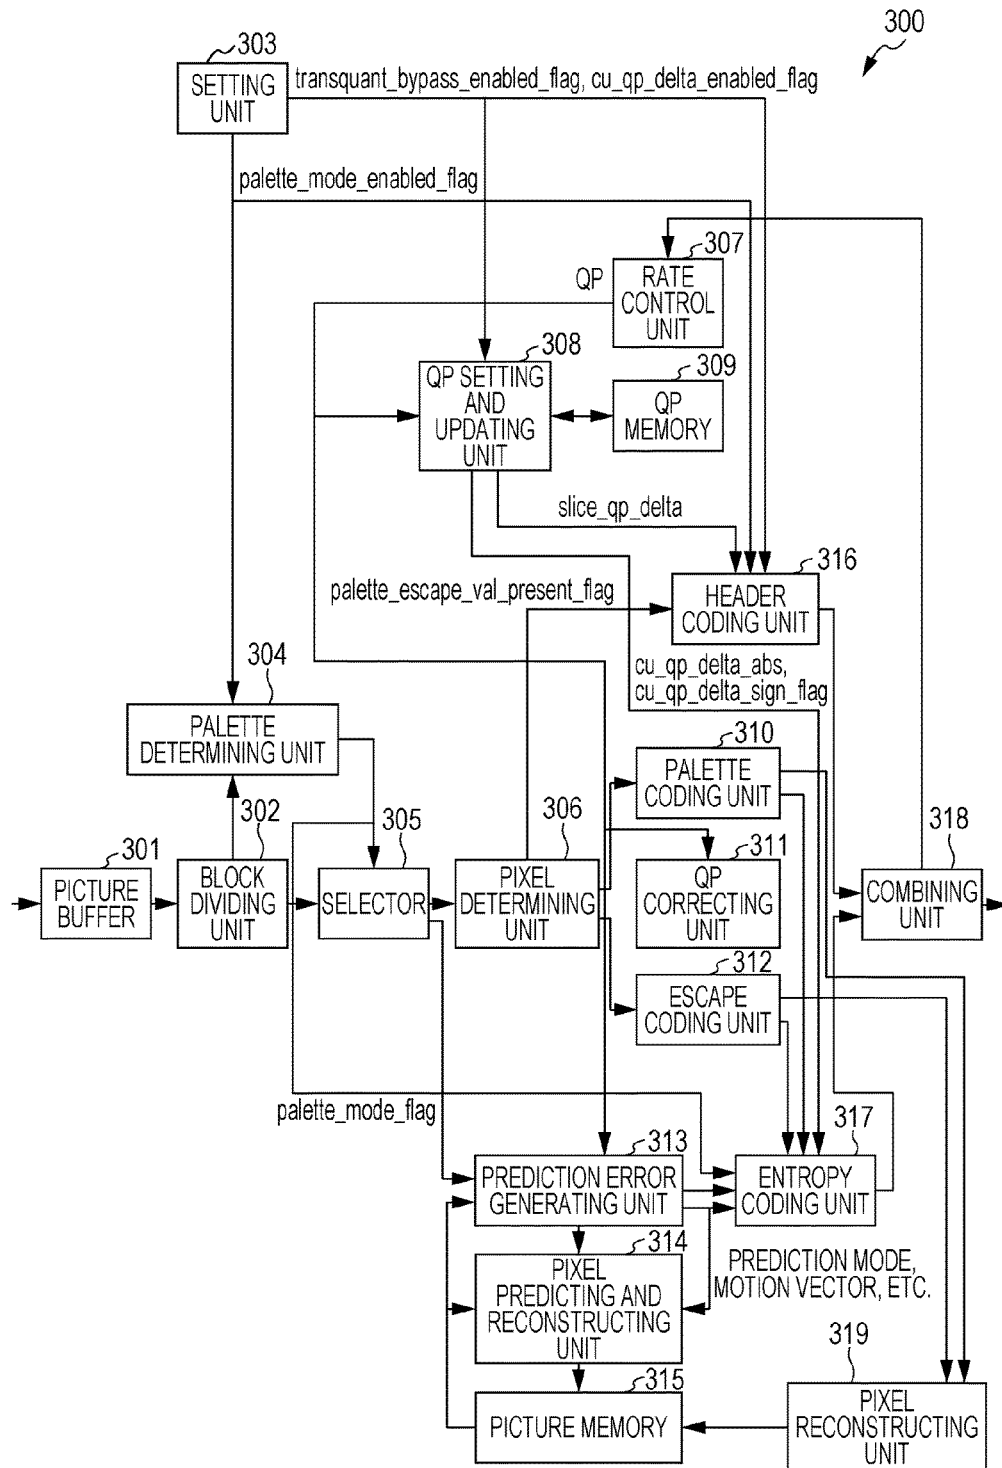 300
303
SETTING
UNIT
transquant_bypass_enabled_flag, cu_qp_delta_enabled_flag
palette_mode_enabled_flag
307
QP
RATE
CONTROL
UNIT
308
QP SETTING
AND
UPDATING
UNIT
309
QP
MEMORY
slice_qp_delta
316
HEADER
CODING UNIT
palette_escape_val_present_flag
cu_qp_delta_abs,
cu_qp_delta_sign_flag
304
PALETTE
DETERMINING UNIT
310
PALETTE
CODING UNIT
301
PICTURE
BUFFER
302
BLOCK
DIVIDING
UNIT
305
SELECTOR
306
PIXEL
DETERMINING
UNIT
311
QP
CORRECTING
UNIT
318
COMBINING
UNIT
312
ESCAPE
CODING UNIT
palette_mode_flag
313
PREDICTION ERROR
GENERATING UNIT
317
ENTROPY
CODING UNIT
314
PIXEL
PREDICTING AND
RECONSTRUCTING
UNIT
PREDICTION MODE,
MOTION VECTOR, ETC.
315
PICTURE MEMORY
319
PIXEL
RECONSTRUCTING
UNIT